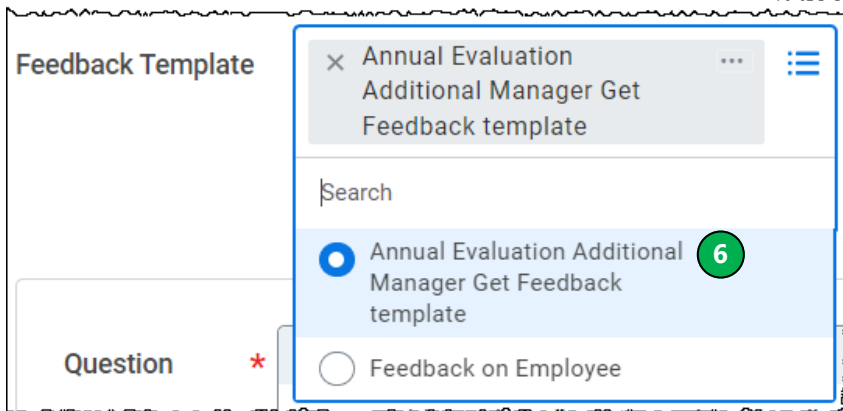 Feedback Template
Annual Evaluation
Additional Manager Get
Feedback template
Search
Annual Evaluation Additional
Manager Get Feedback
template
6
Feedback on Employee
Question *